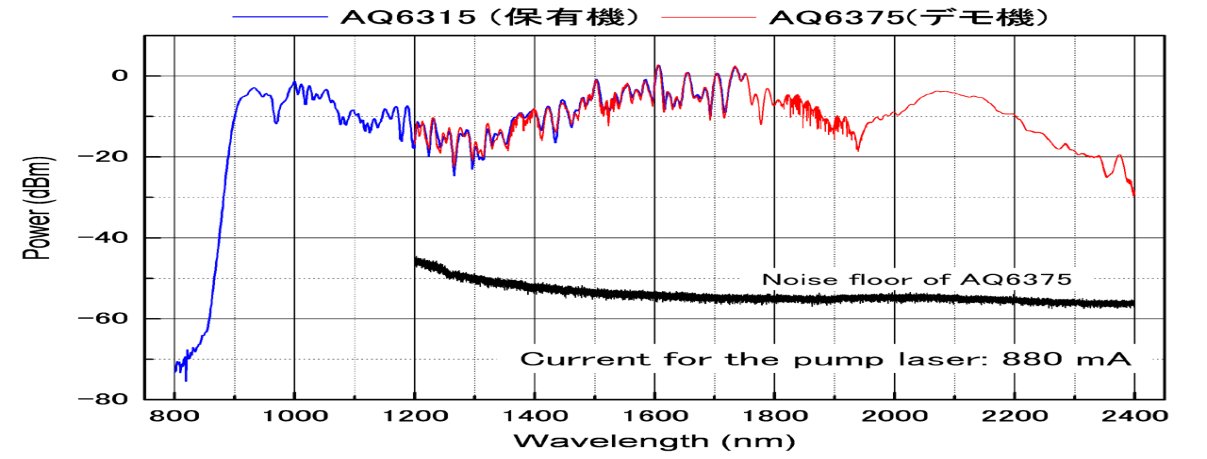 AQ6315 (保有機) AQ6375(デモ機)
0
−20
−40
−60
−80
Power (dBm)
Noise floor of AQ6375
Current for the pump laser: 880 mA
800 1000 1200 1400 1600 1800 2000 2200 2400
Wavelength (nm)